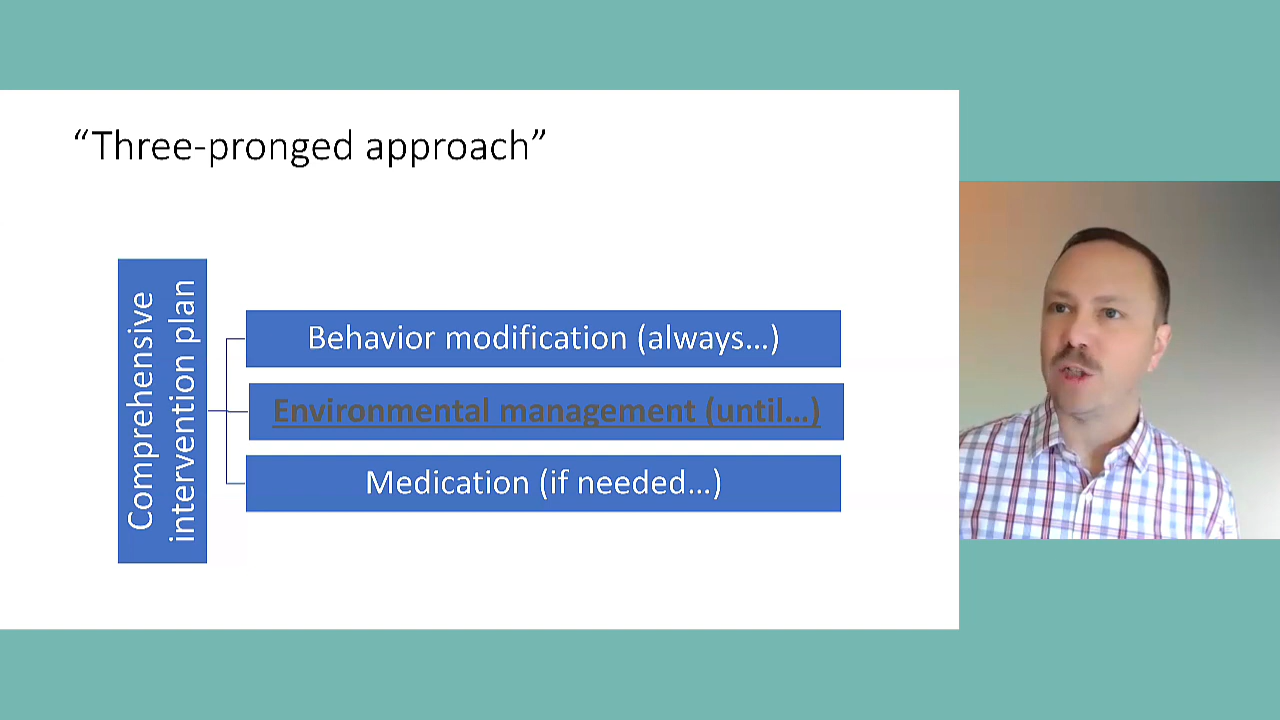 “Three-pronged approach”
Comprehensive
intervention plan
Behavior modification (always…)
Environmental management (until…)
Medication (if needed…)